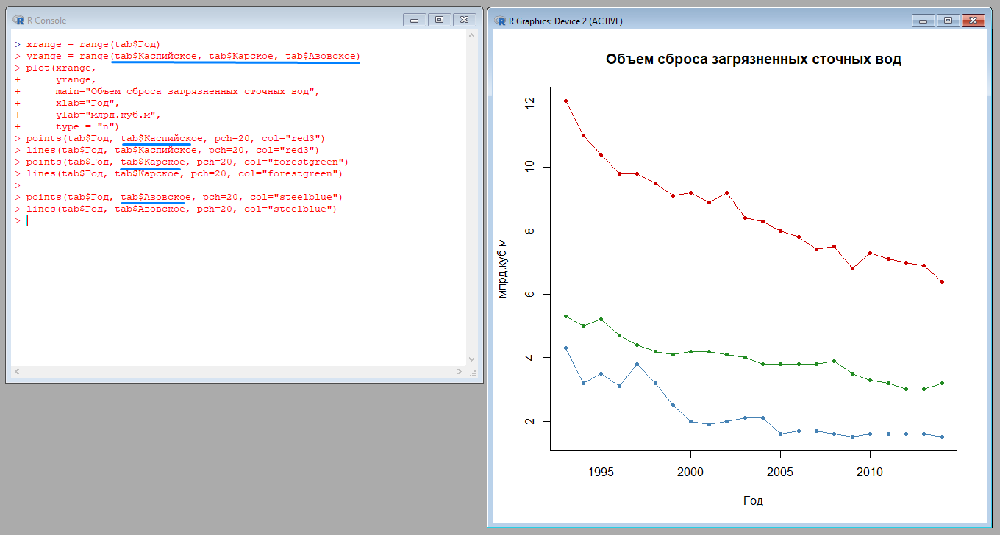 R Console
> xrange = range(tab$Год)
> yrange = range(tab$Каспийское, tab$Карское, tab$Азовское)
> plot(xrange,
+      yrange,
+      main="Объем сброса загрязненных сточных вод",
+      xlab="Год",
+      ylab="млрд.куб.м",
+      type = "n")
> points(tab$Год, tab$Каспийское, pch=20, col="red3")
> lines(tab$Год, tab$Каспийское, pch=20, col="red3")
> points(tab$Год, tab$Карское, pch=20, col="forestgreen")
> lines(tab$Год, tab$Карское, pch=20, col="forestgreen")
>
> points(tab$Год, tab$Азовское, pch=20, col="steelblue")
> lines(tab$Год, tab$Азовское, pch=20, col="steelblue")
>
R Graphics: Device 2 (ACTIVE)
Объем сброса загрязненных сточных вод
12
10
8
6
4
2
млрд.куб.м
1995 2000 2005 2010
Год